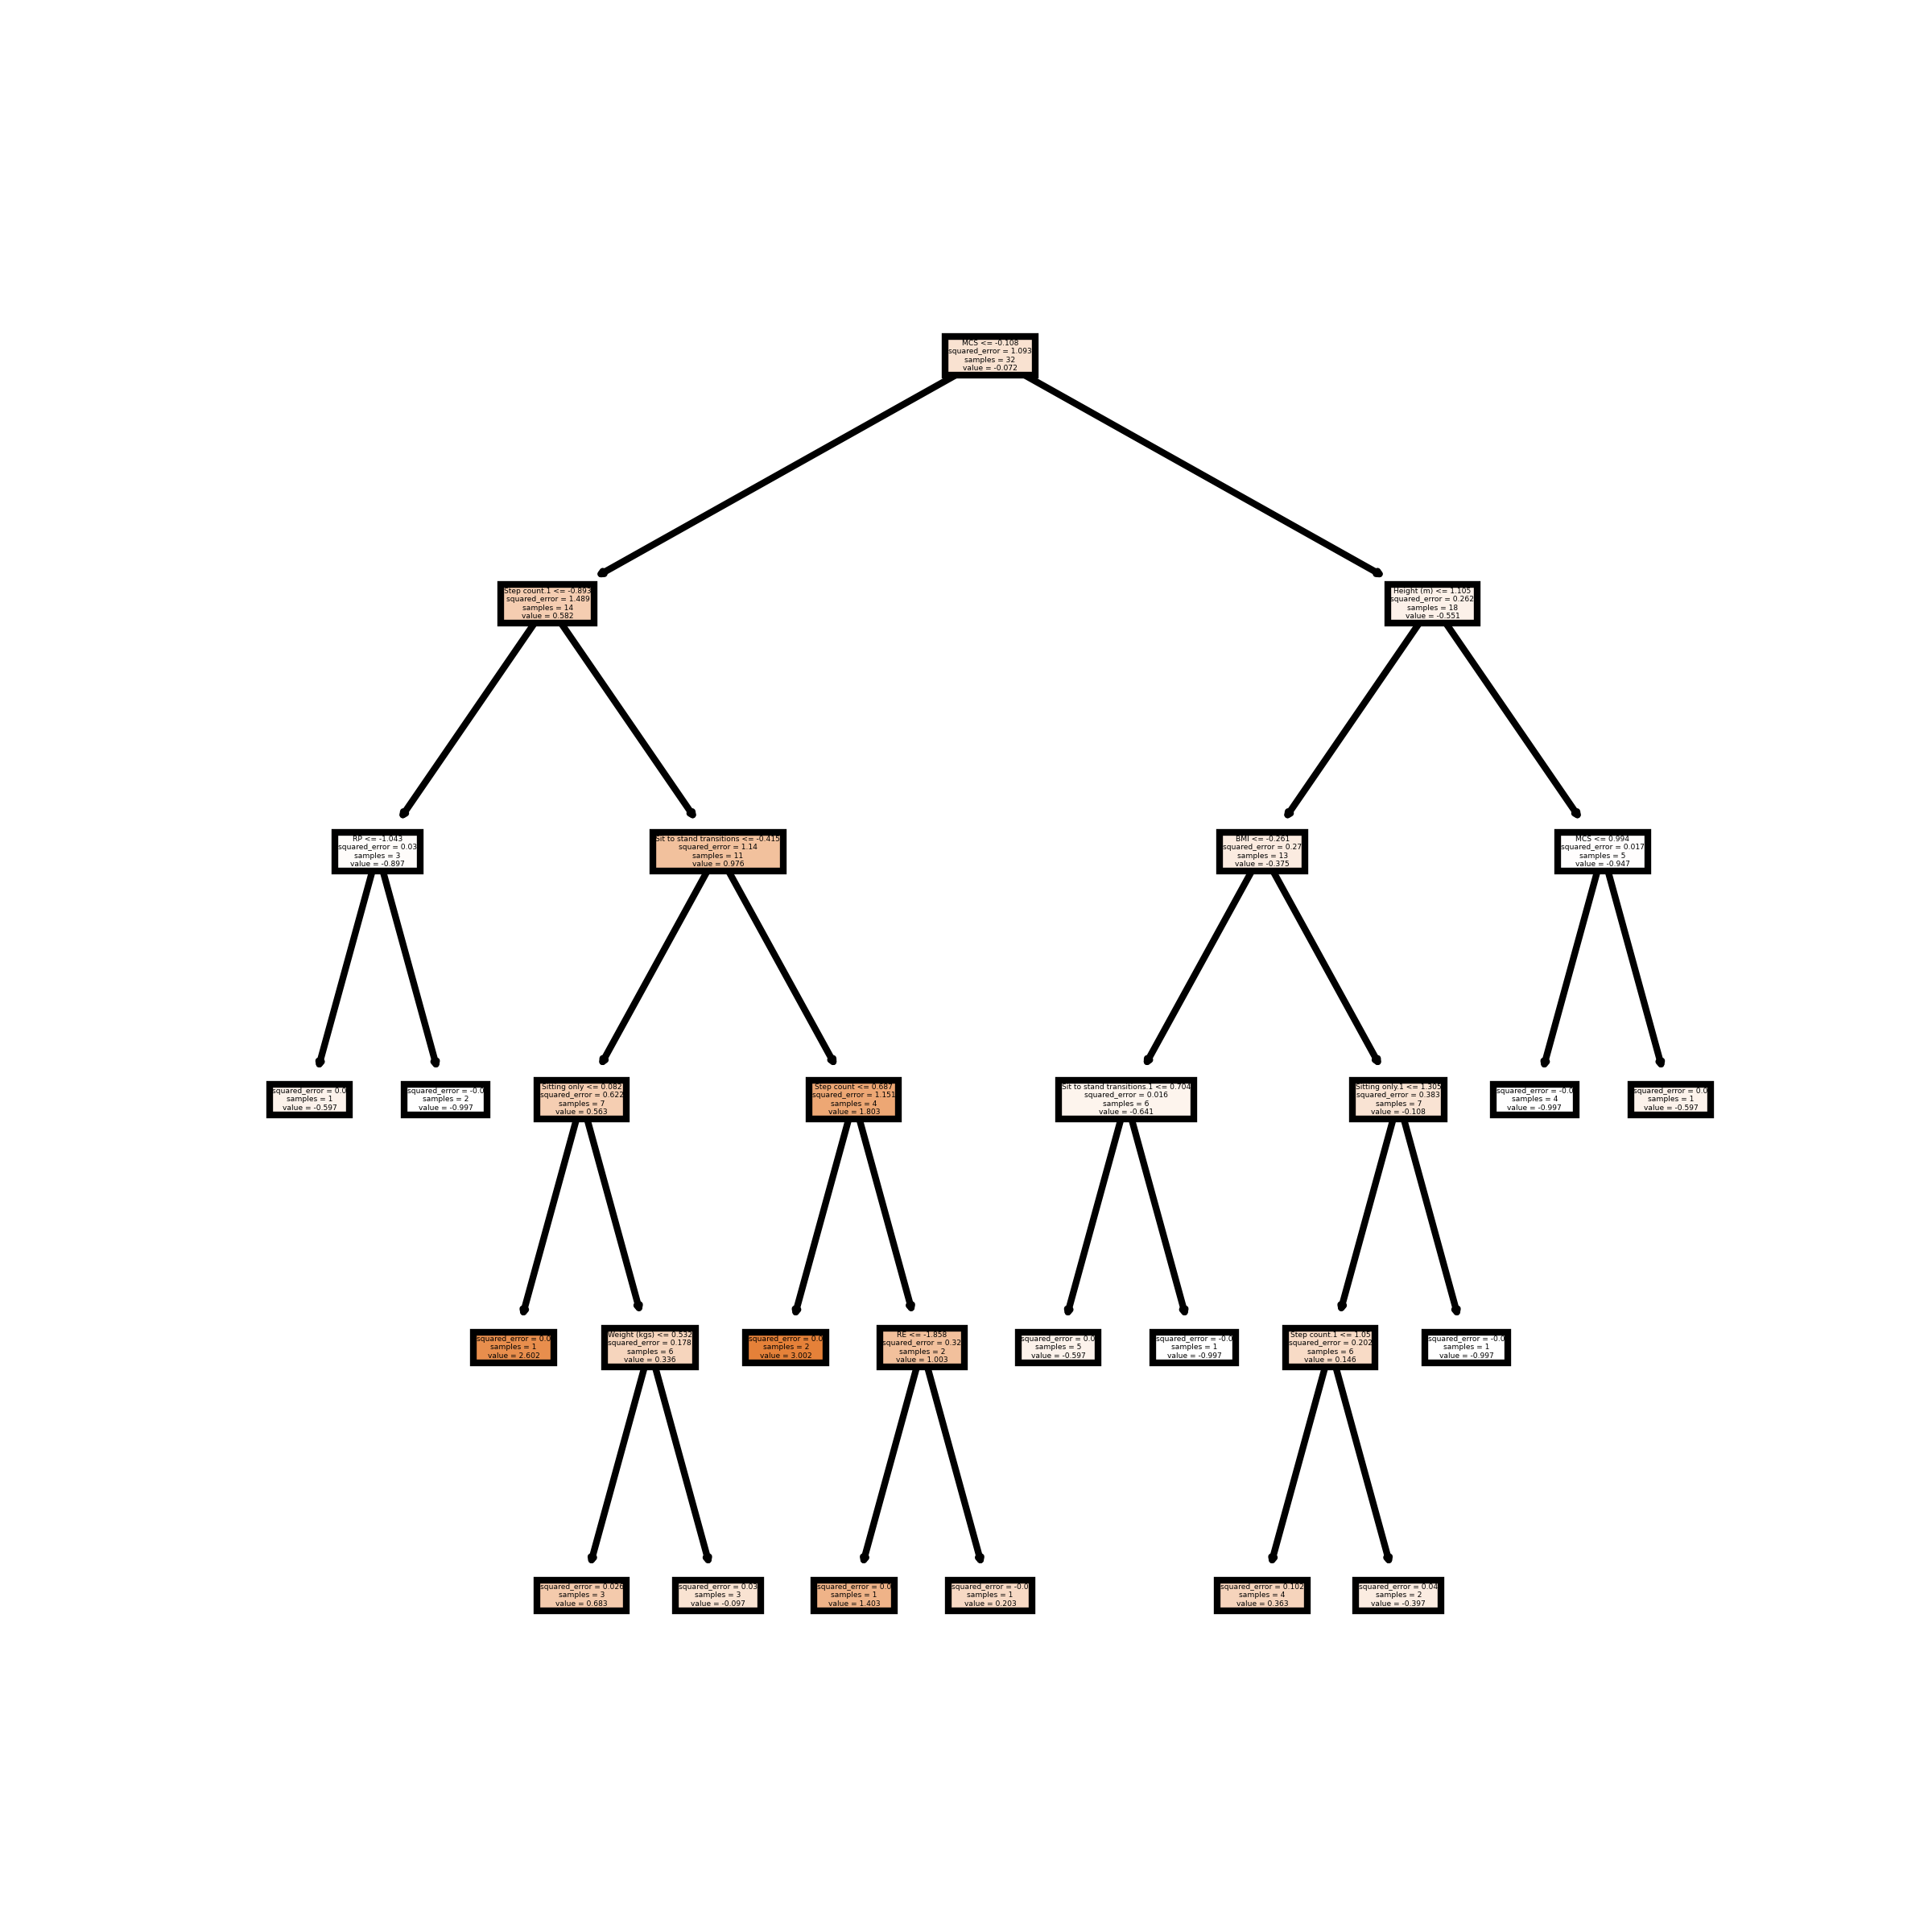 MCS <= -0.108
squared_error = 1.093
samples = 32
value = -0.072
Step count.1 <= -0.893
squared_error = 1.489
samples = 14
value = 0.582
Height (m) <= 1.105
squared_error = 0.262
samples = 18
value = -0.551
RP <= -1.043
squared_error = 0.03
samples = 3
value = -0.897
Sit to stand transitions <= -0.415
squared_error = 1.14
samples = 11
value = 0.976
BMI <= -0.261
squared_error = 0.27
samples = 13
value = -0.375
MCS <= 0.994
squared_error = 0.017
samples = 5
value = -0.947
squared_error = 0.0
samples = 1
value = -0.597
squared_error = -0.0
samples = 2
value = -0.997
Sitting only <= 0.082
squared_error = 0.622
samples = 7
value = 0.563
Step count <= 0.687
squared_error = 1.151
samples = 4
value = 1.803
Sit to stand transitions.1 <= 0.704
squared_error = 0.016
samples = 6
value = -0.641
Sitting only.1 <= 1.305
squared_error = 0.383
samples = 7
value = -0.108
squared_error = -0.0
samples = 4
value = -0.997
squared_error = 0.0
samples = 1
value = -0.597
squared_error = 0.0
samples = 1
value = 2.602
Weight (kgs) <= 0.532
squared_error = 0.178
samples = 6
value = 0.336
squared_error = 0.0
samples = 2
value = 3.002
RE <= -1.858
squared_error = 0.32
samples = 2
value = 1.003
squared_error = 0.0
samples = 5
value = -0.597
squared_error = -0.0
samples = 1
value = -0.997
Step count.1 <= 1.05
squared_error = 0.202
samples = 6
value = 0.146
squared_error = -0.0
samples = 1
value = -0.997
squared_error = 0.026
samples = 3
value = 0.683
squared_error = 0.03
samples = 3
value = -0.097
squared_error = 0.0
samples = 1
value = 1.403
squared_error = -0.0
samples = 1
value = 0.203
squared_error = 0.102
samples = 4
value = 0.363
squared_error = 0.04
samples = 2
value = -0.397